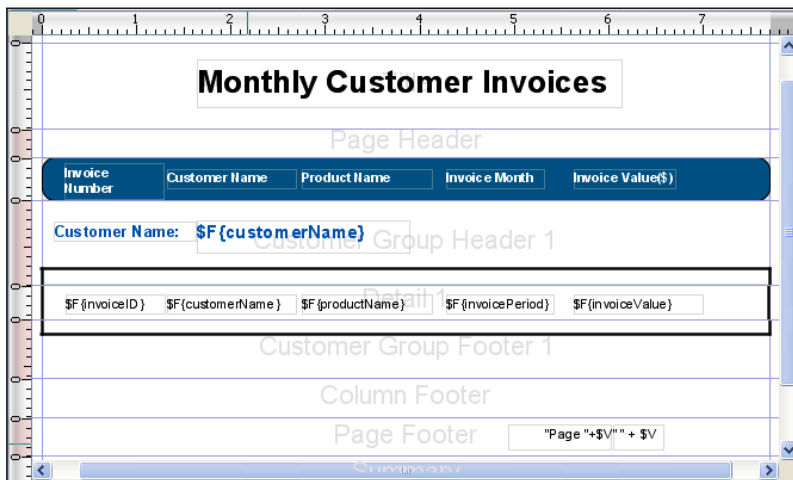 0 1 2 3 4 5 6 7
Monthly Customer Invoices
Page Header
Invoice Number Customer Name Product Name Invoice Month Invoice Value($)
Customer Name: $F{customerName}
Customer Group Header 1
Detail 1
$F{invoiceID} $F{customerName} $F{productName} $F{invoicePeriod} $F{invoiceValue}
Customer Group Footer 1
Column Footer
Page Footer "Page "+$V " " + $V
Summary